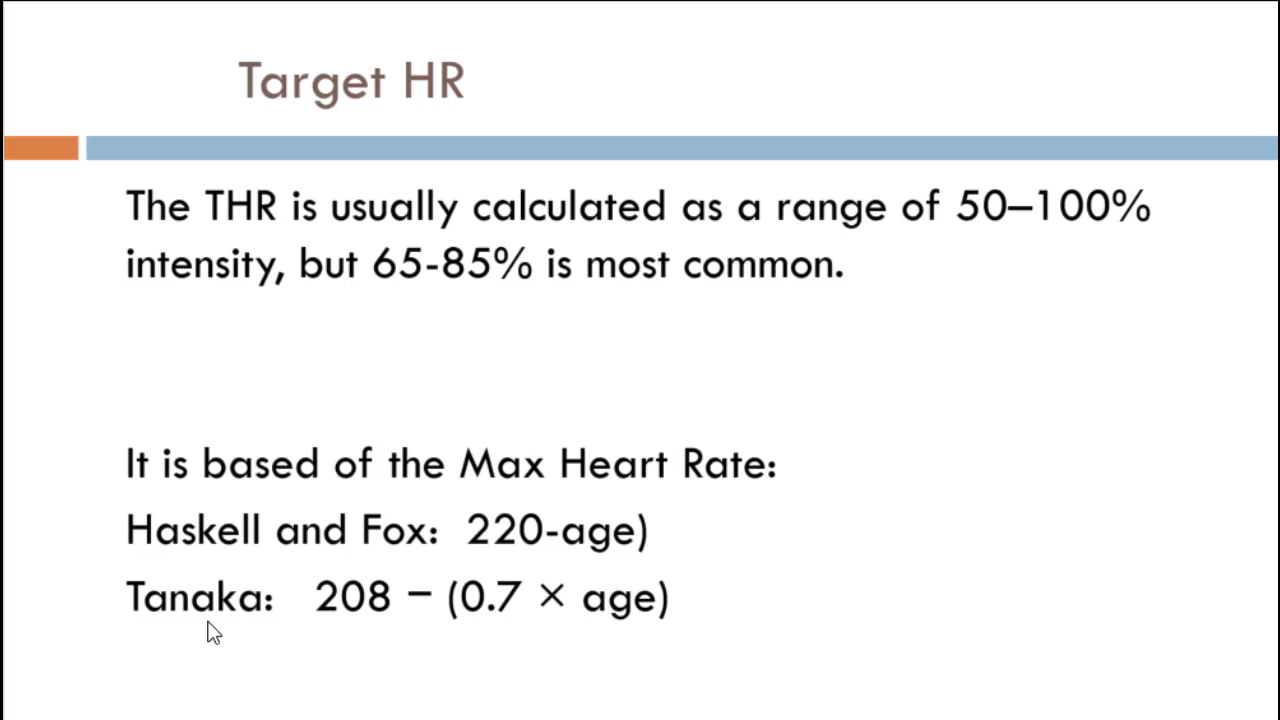 Target HR
The THR is usually calculated as a range of 50–100%
intensity, but 65-85% is most common.
It is based of the Max Heart Rate:
Haskell and Fox: 220-age)
Tanaka: 208 − (0.7 × age)